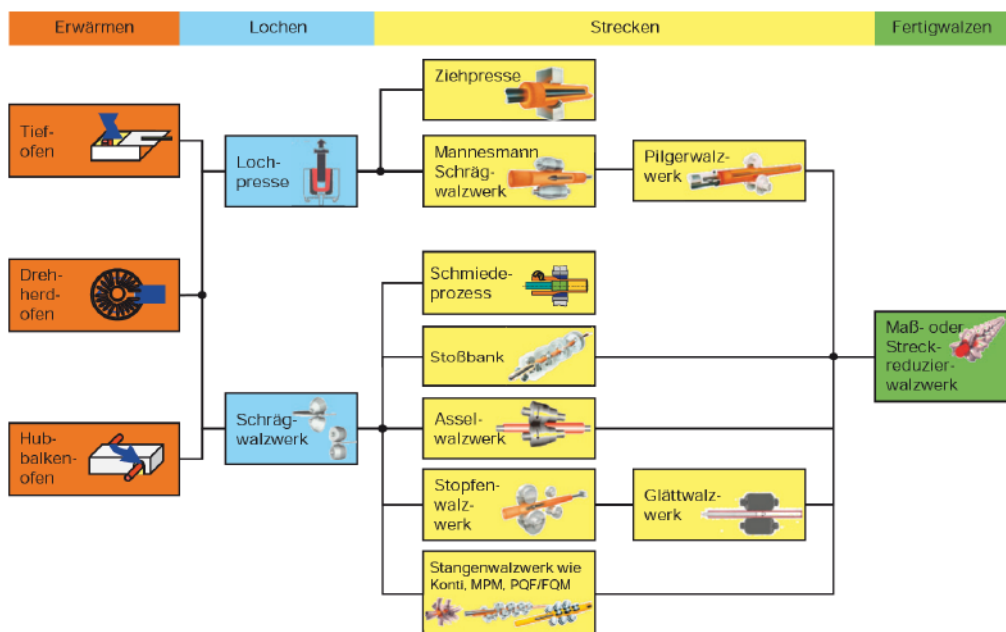 Erwärmen
Lochen
Strecken
Fertigwalzen
Tief-
ofen
Dreh-
herd-
ofen
Hub-
balken-
ofen
Loch-
presse
Schräg-
walzwerk
Ziehpresse
Mannesmann
Schräg-
walzwerk
Pilgerwalz-
werk
Schmiede-
prozess
Stoßbank
Assel-
walzwerk
Stopfen-
walz-
werk
Glättwalz-
werk
Stangenwalzwerk wie
Konti, MPM, PQF/FQM
Maß- oder
Streck-
reduzier-
walzwerk